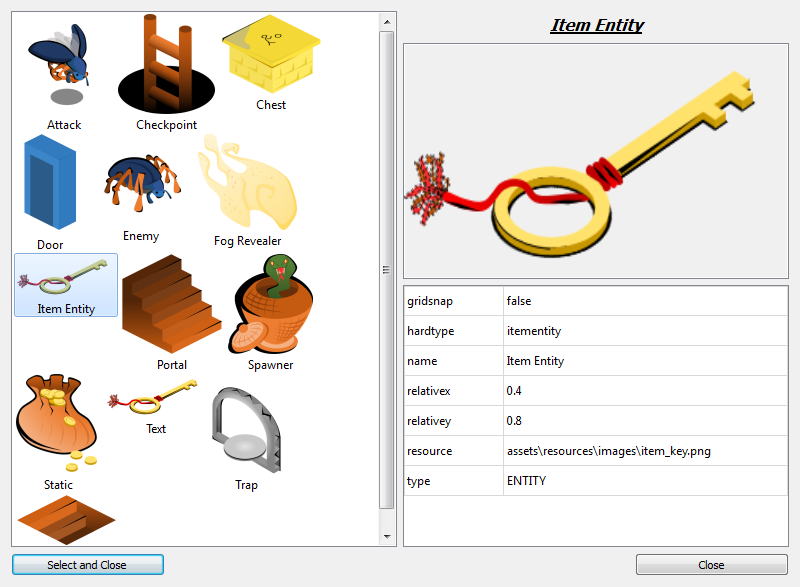 Item Entity
Attack
Checkpoint
Chest
Door
Enemy
Fog Revealer
Item Entity
Portal
Spawner
Static
Text
Trap
gridsnap false
hardtype itementity
name Item Entity
relativex 0.4
relativey 0.8
resource assets\resources\images\item_key.png
type ENTITY
Select and Close
Close